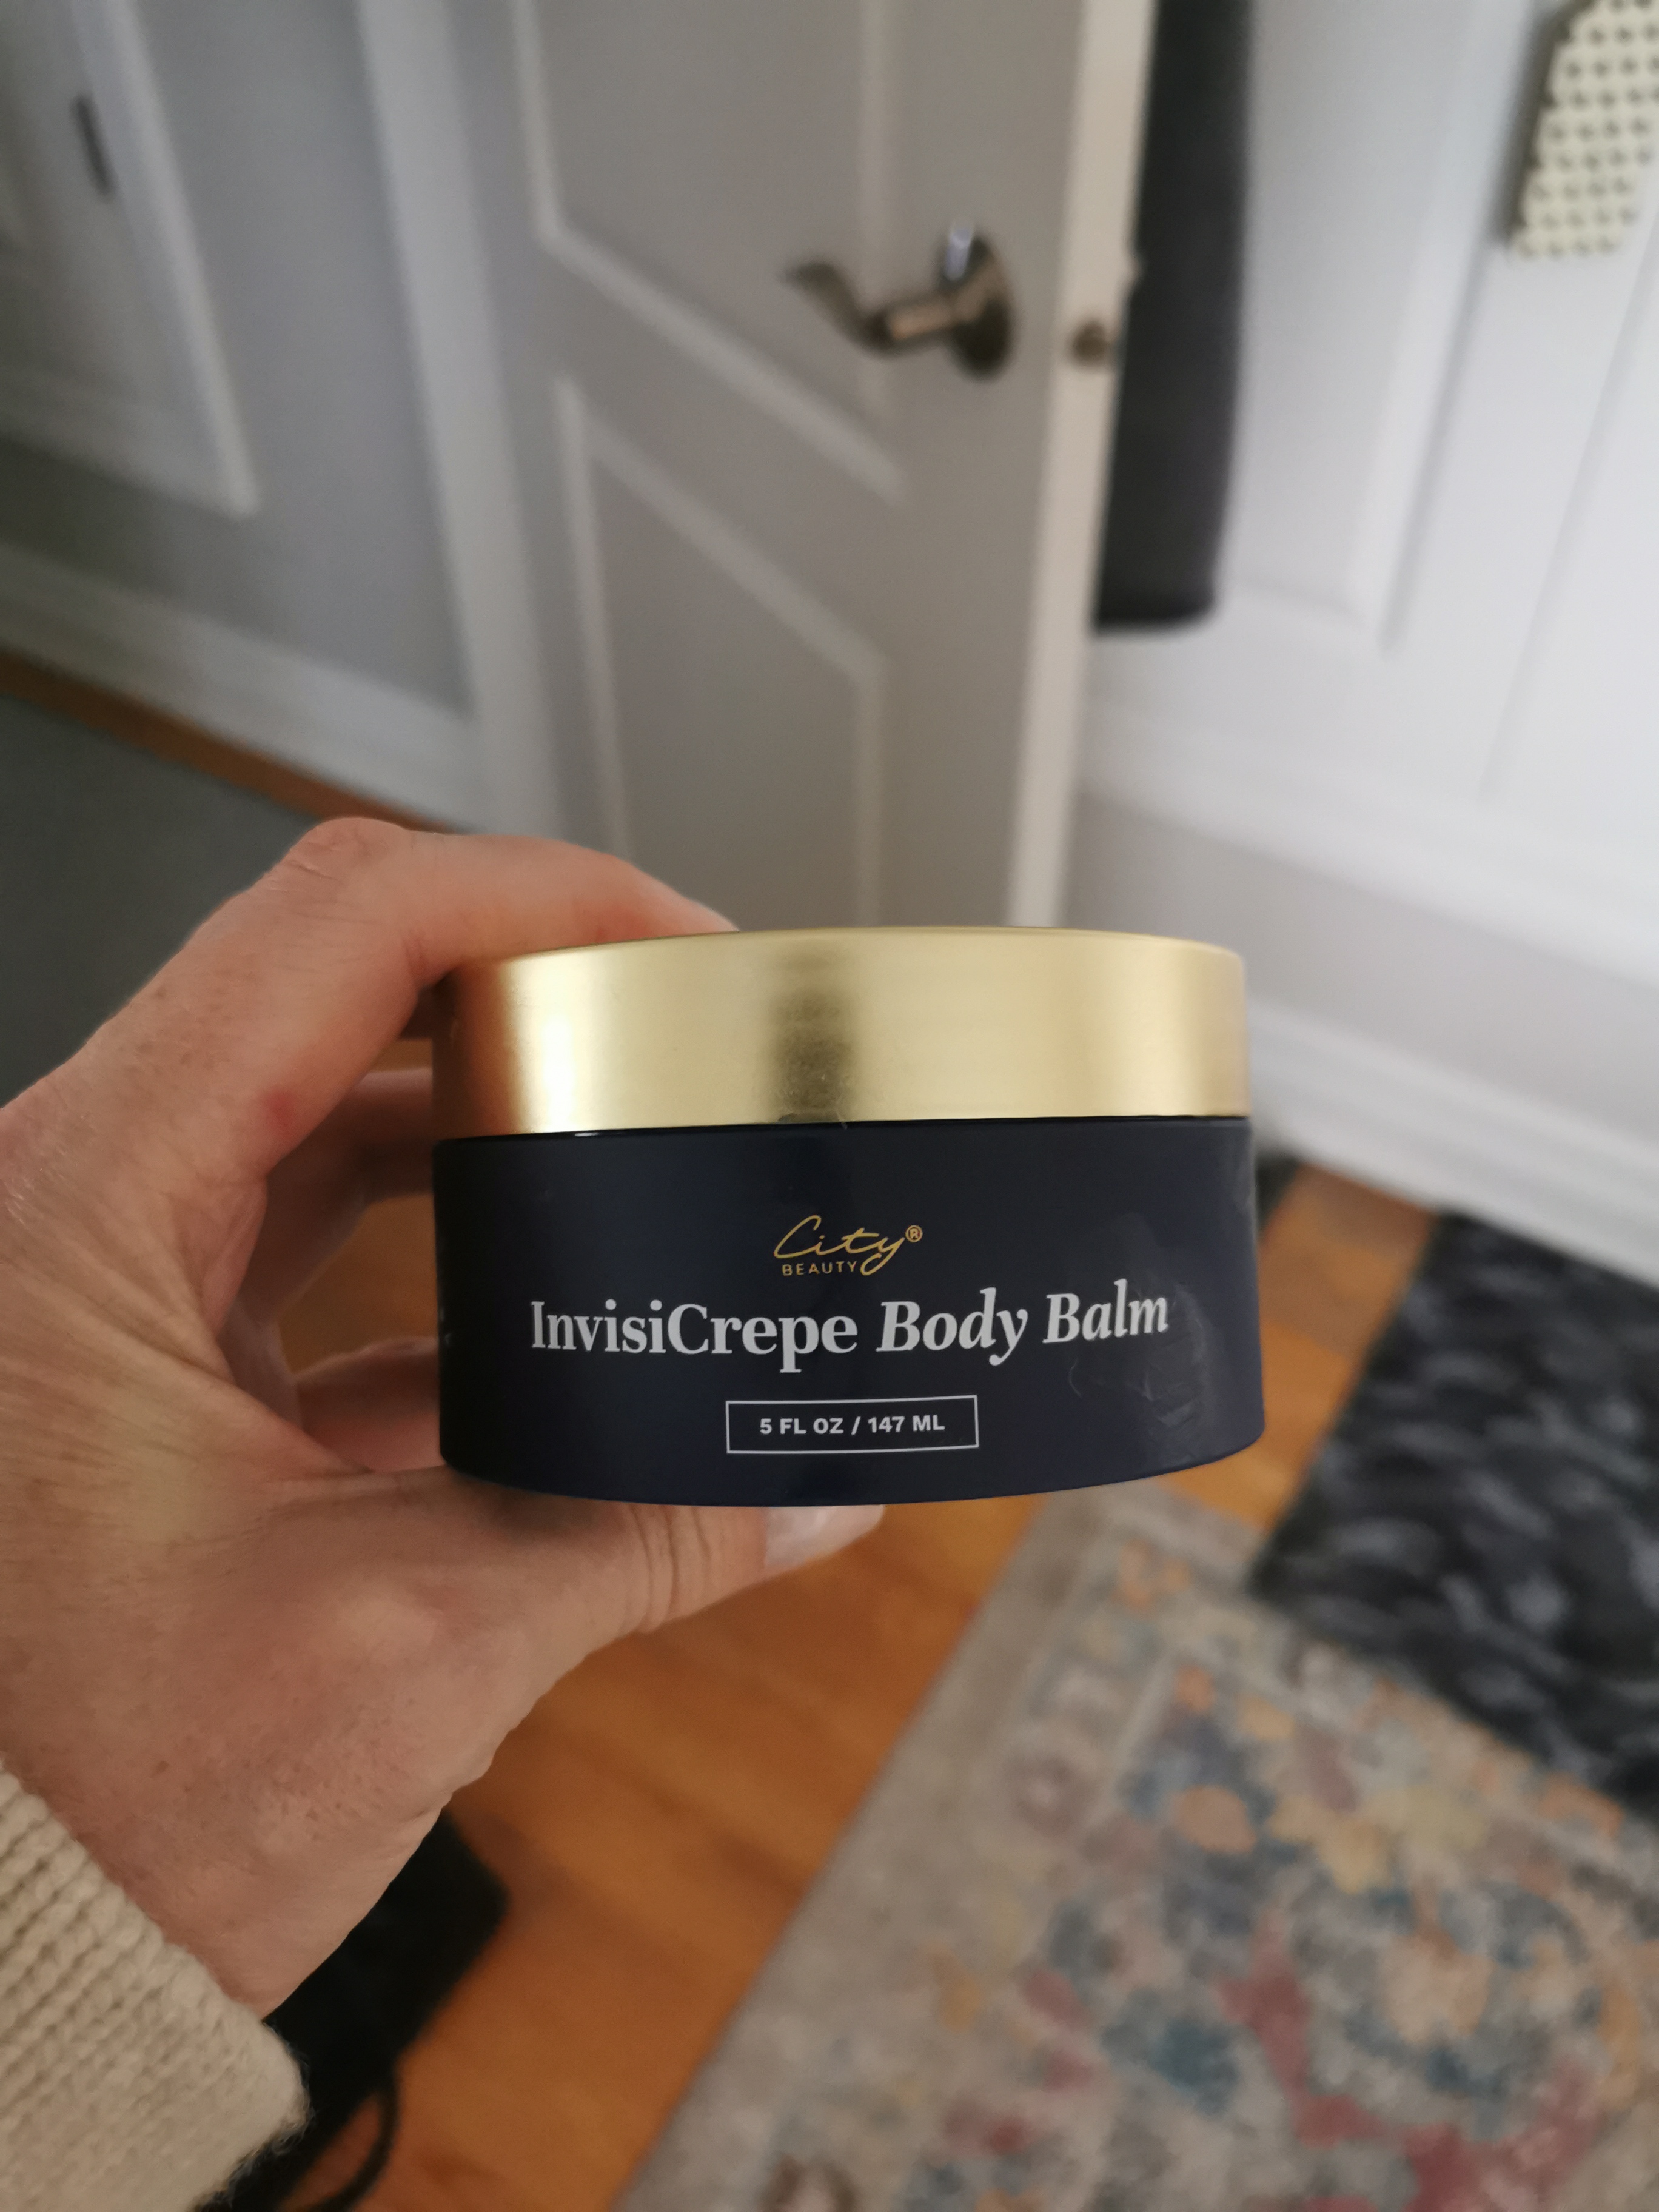 City®
BEAUTY
InvisiCrepe Body Balm
5 FL OZ / 147 ML